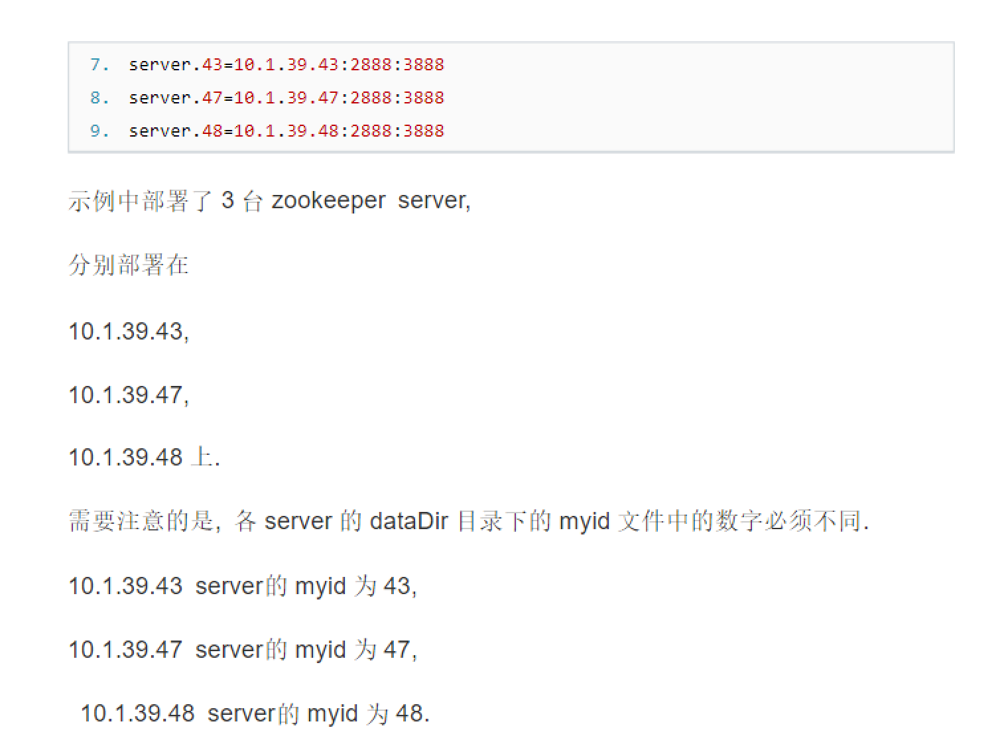 7. server.43=10.1.39.43:2888:3888
8. server.47=10.1.39.47:2888:3888
9. server.48=10.1.39.48:2888:3888
示例中部署了 3 台 zookeeper server,
分别部署在
10.1.39.43,
10.1.39.47,
10.1.39.48 上.
需要注意的是, 各 server 的 dataDir 目录下的 myid 文件中的数字必须不同.
10.1.39.43 server的 myid 为 43,
10.1.39.47 server的 myid 为 47,
10.1.39.48 server的 myid 为 48.